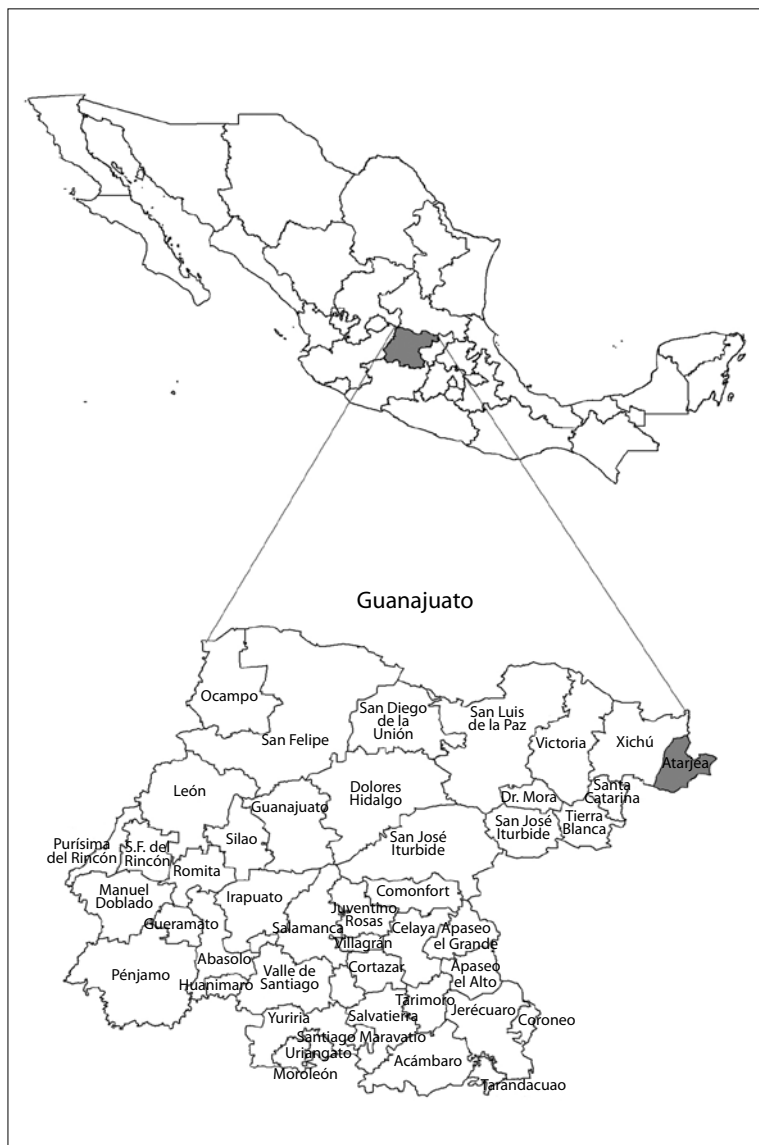 Guanajuato
Ocampo
San Felipe
San Diego
de la
Unión
San Luis
de la Paz
Victoria
Xichú
Atarjea
León
Guanajuato
Dolores
Hidalgo
Dr. Mora
Santa
Catarina
San José
Iturbide
Tierra
Blanca
Purísima
del Rincón
S.F. del
Rincón
Silao
San José
Iturbide
Romita
Manuel
Doblado
Irapuato
Comonfort
Gueramato
Salamanca
Juventino
Rosas
Villagrán
Celaya
Apaseo
el Grande
Pénjamo
Abasolo
Huanimaro
Valle de
Santiago
Cortazar
Apaseo
el Alto
Tarimoro
Jerécuaro
Coroneo
Yuriria
Salvatierra
Santiago Maravatio
Uriangato
Moroleón
Acámbaro
Tarandacuao